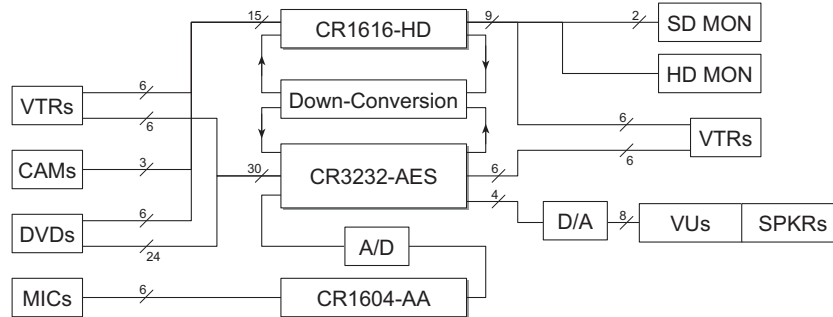 15
CR1616-HD
9
2
SD MON
HD MON
6
VTRs
6
Down-Conversion
6
VTRs
6
CAMs
3
30
CR3232-AES
6
4
DVDs
6
24
D/A
8
VUs
SPKRs
A/D
MICs
6
CR1604-AA